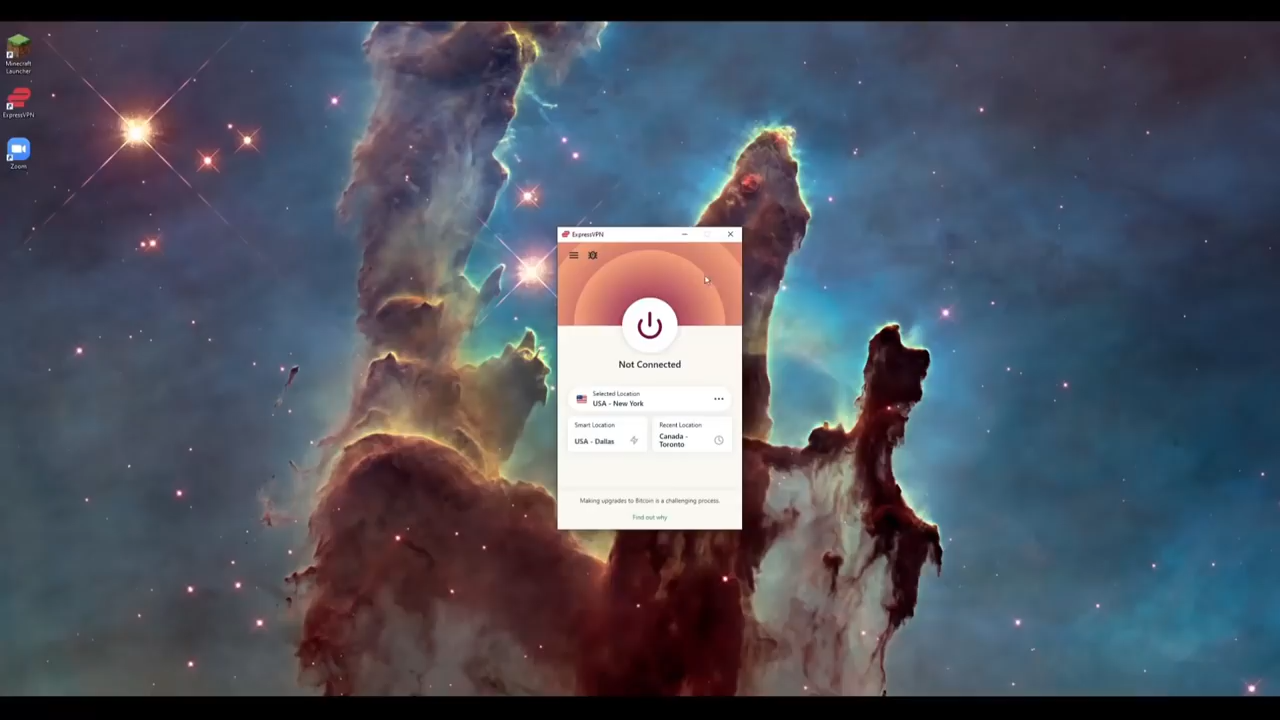 Minecraft
Launcher
ExpressVPN
Zoom
ExpressVPN
Not Connected
Selected Location
USA - New York
Smart Location
USA - Dallas
Recent Location
Canada -
Toronto
Making upgrades to Bitcoin is a challenging process.
Find out why